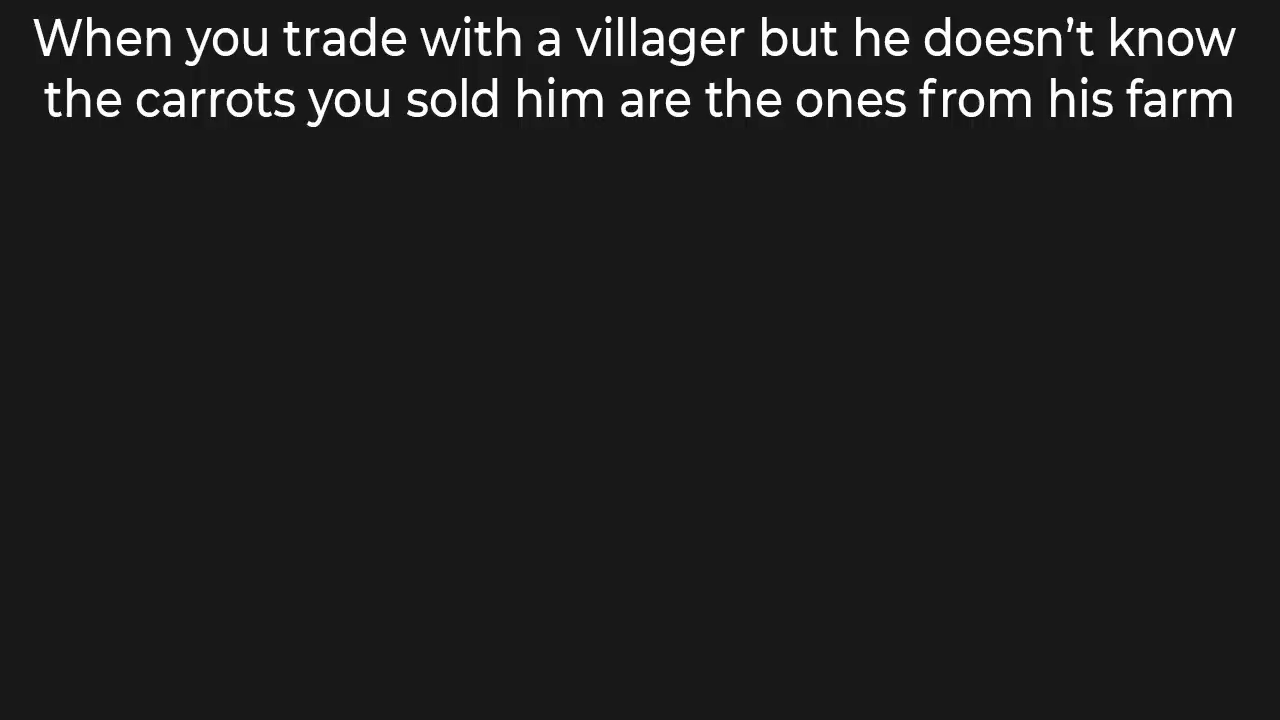 When you trade with a villager but he doesn’t know
the carrots you sold him are the ones from his farm